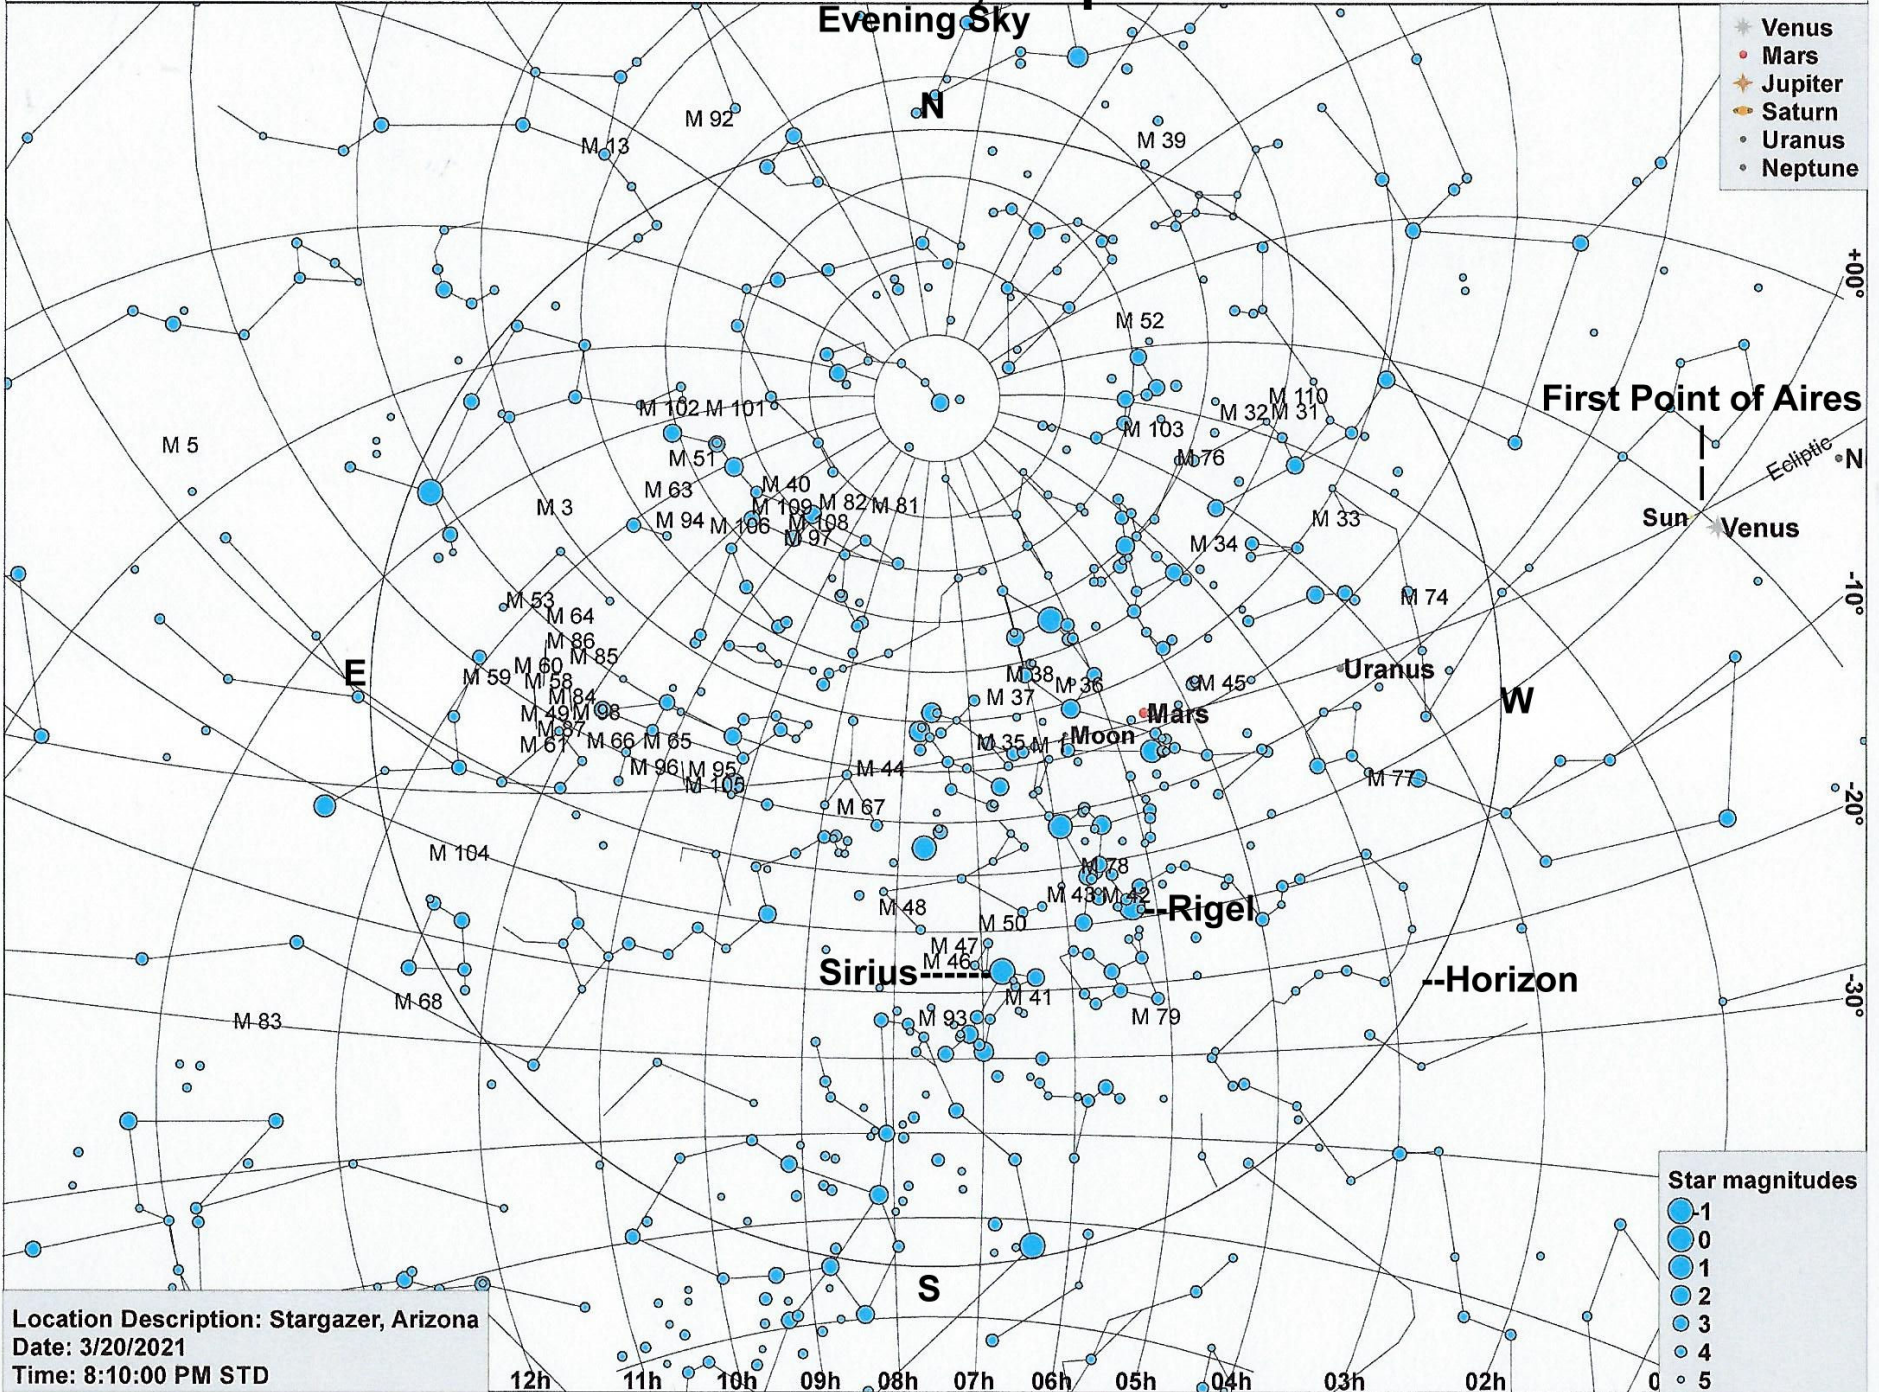 Evening Sky
Venus
Mars
Jupiter
Saturn
Uranus
Neptune
N
M 92
M 13
M 39
+00°
M 52
M 110
M 102
M 101
M 32
M 31
First Point of Aires
M 103
M 5
M 51
M 76
Ecliptic
N
M 63
M 40
M 82
M 81
M 3
M 109
M 94
M 106
M 108
M 97
M 33
Sun
Venus
M 34
M 53
M 64
M 74
-10°
M 86
M 85
E
M 60
M 59
M 58
M 38
M 36
M 45
Uranus
M 84
M 37
W
M 49
M 98
Mars
M 87
M 61
M 66
M 65
M 35
M 1
Moon
M 96
M 95
M 44
M 105
M 77
M 67
-20°
M 104
M 78
M 43
M 42
--Rigel
M 48
M 50
M 47
M 46
Sirius------
--Horizon
M 41
-30°
M 68
M 93
M 79
M 83
S
Star magnitudes
-1
0
1
2
3
4
5
Location Description: Stargazer, Arizona
Date: 3/20/2021
Time: 8:10:00 PM STD
12h 11h 10h 09h 08h 07h 06h 05h 04h 03h 02h